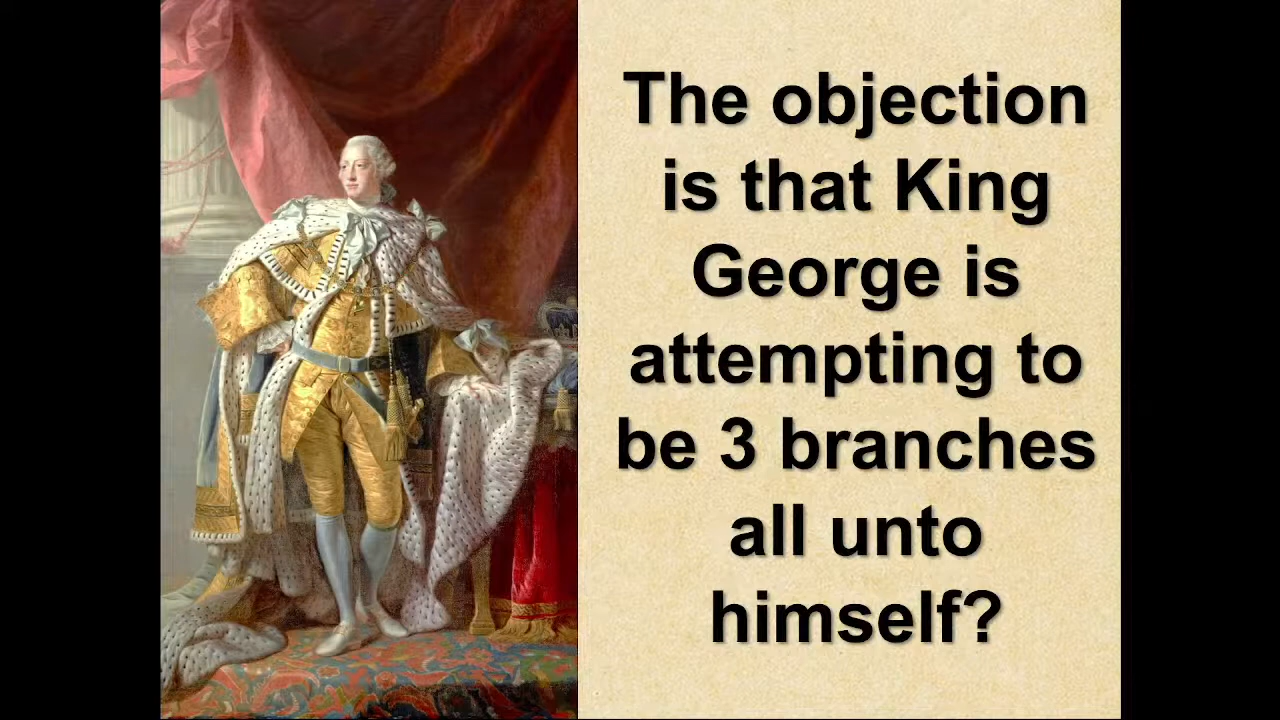 The objection
is that King
George is
attempting to
be 3 branches
all unto
himself?